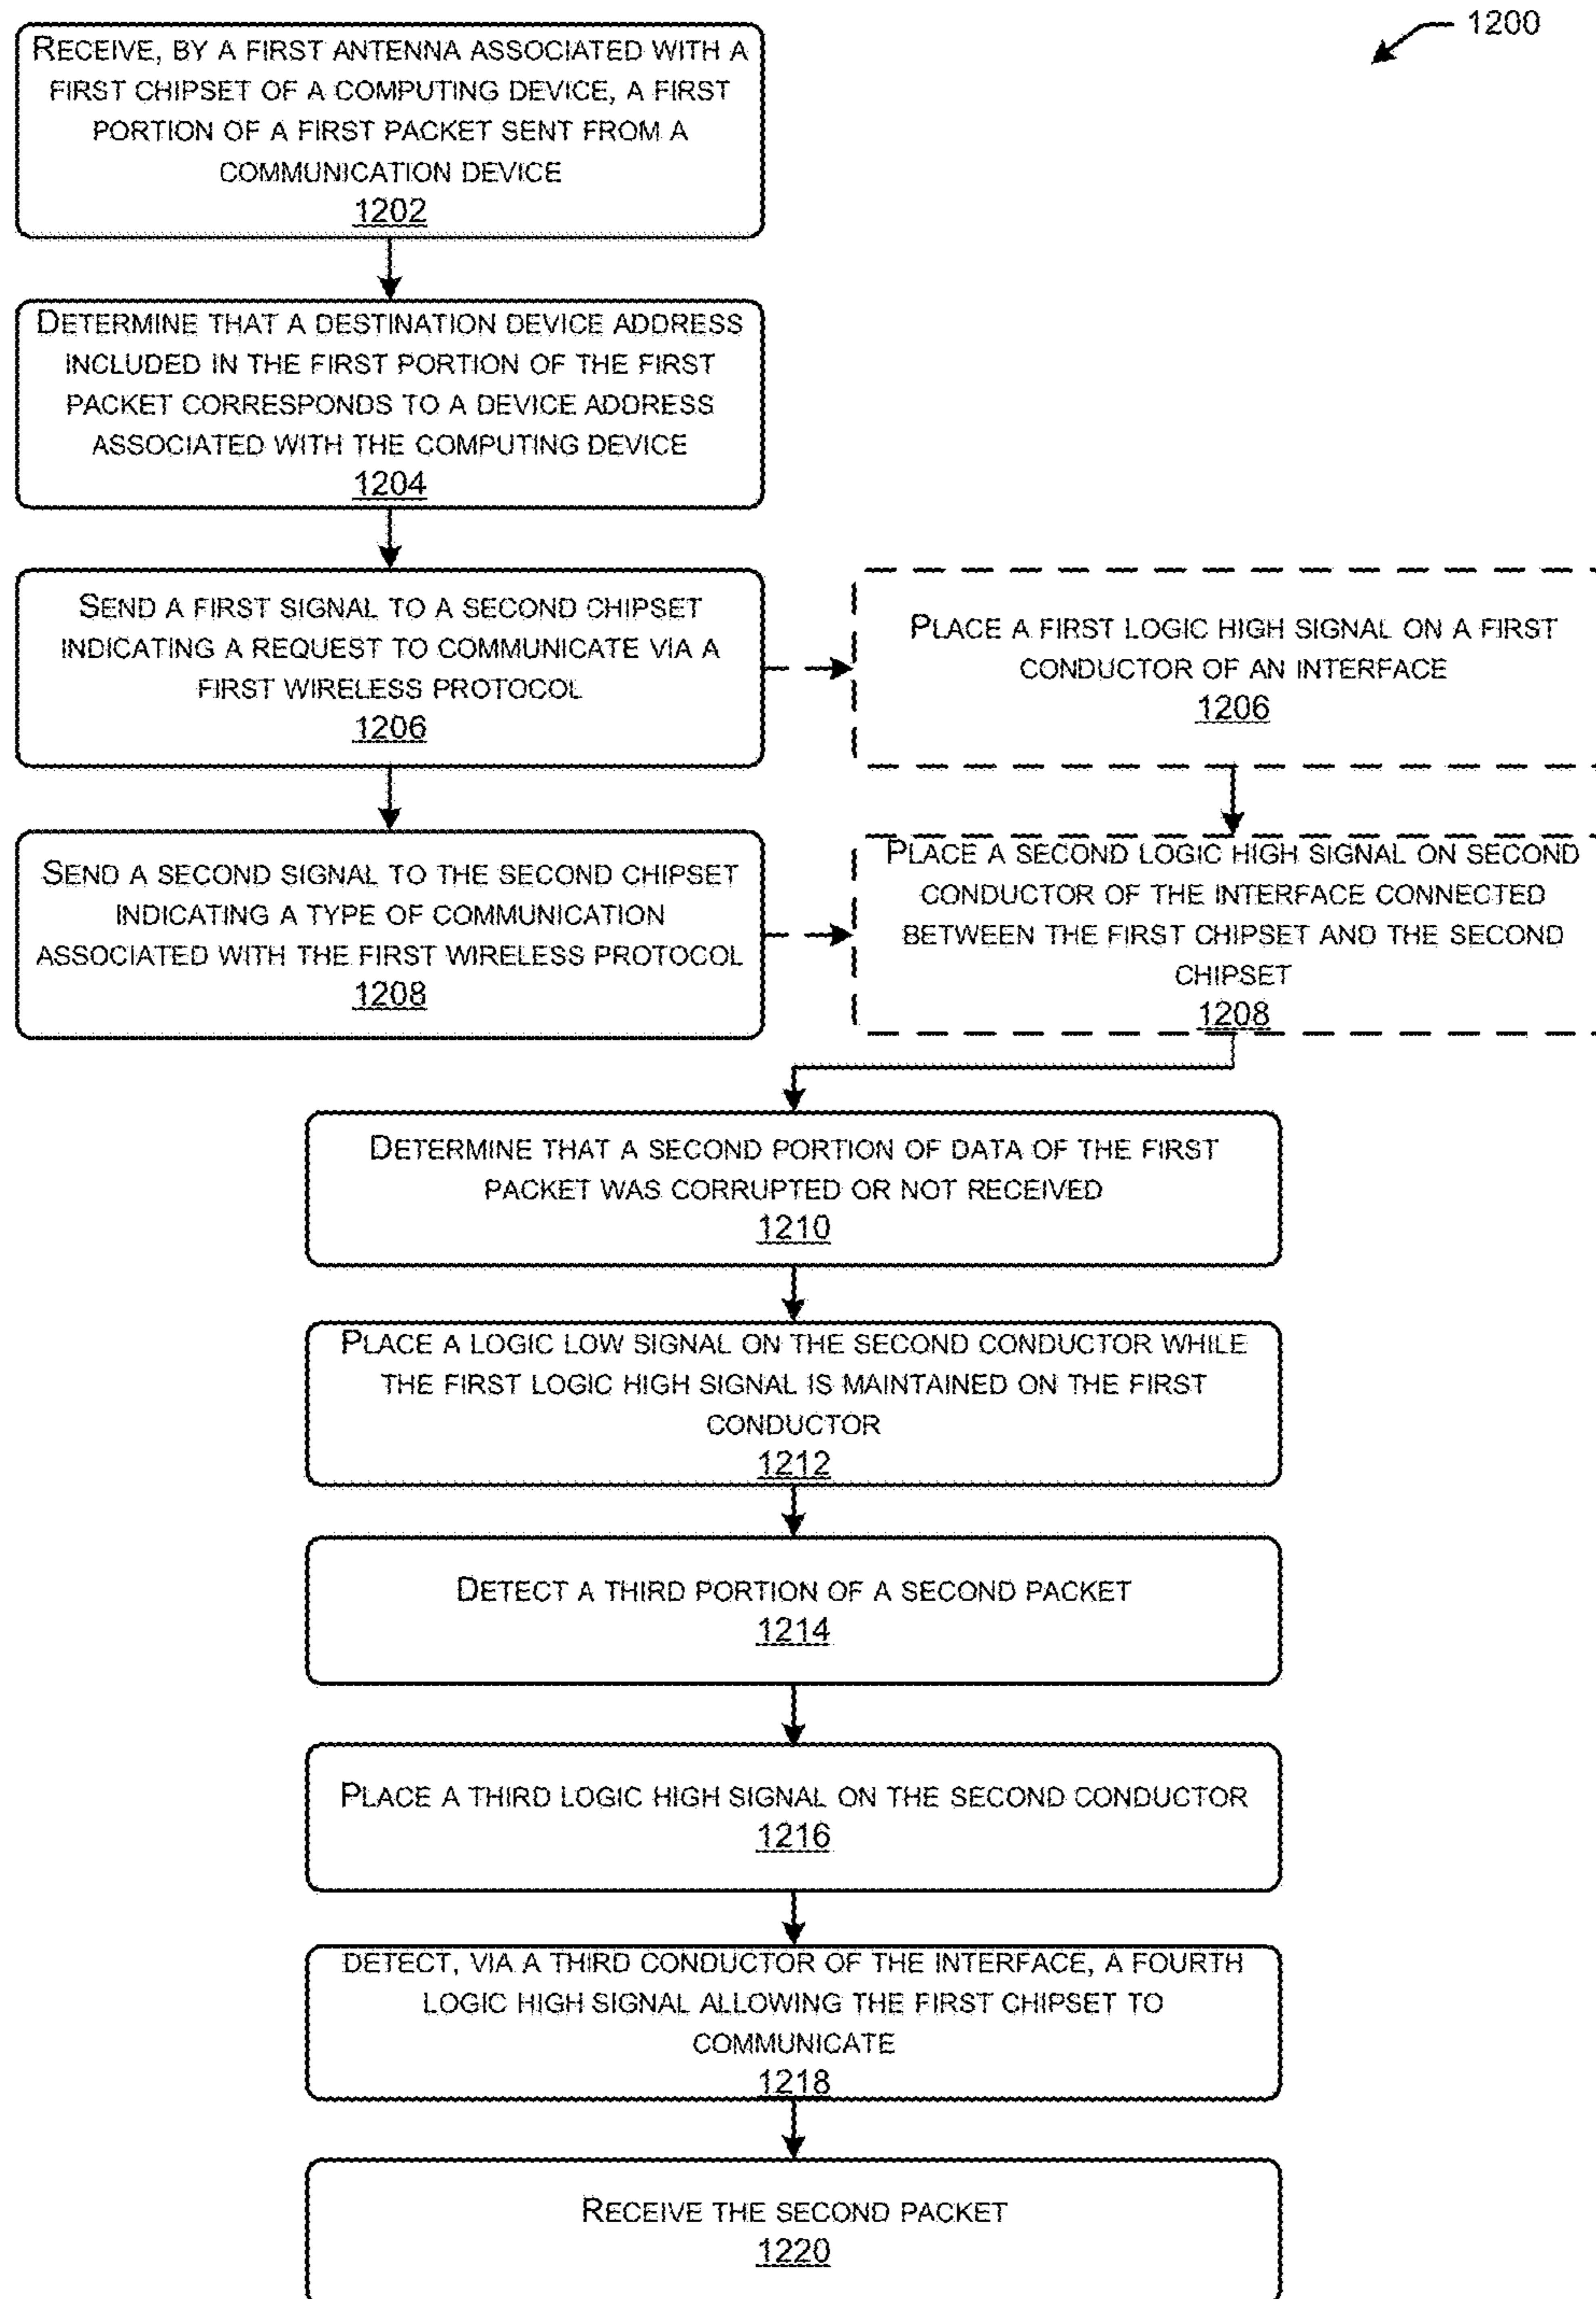 1200
RECEIVE, BY A FIRST ANTENNA ASSOCIATED WITH A
FIRST CHIPSET OF A COMPUTING DEVICE, A FIRST
PORTION OF A FIRST PACKET SENT FROM A
COMMUNICATION DEVICE
1202
DETERMINE THAT A DESTINATION DEVICE ADDRESS
INCLUDED IN THE FIRST PORTION OF THE FIRST
PACKET CORRESPONDS TO A DEVICE ADDRESS
ASSOCIATED WITH THE COMPUTING DEVICE
1204
SEND A FIRST SIGNAL TO A SECOND CHIPSET
INDICATING A REQUEST TO COMMUNICATE VIA A
FIRST WIRELESS PROTOCOL
1206
PLACE A FIRST LOGIC HIGH SIGNAL ON A FIRST
CONDUCTOR OF AN INTERFACE
1206
SEND A SECOND SIGNAL TO THE SECOND CHIPSET
INDICATING A TYPE OF COMMUNICATION
ASSOCIATED WITH THE FIRST WIRELESS PROTOCOL
1208
PLACE A SECOND LOGIC HIGH SIGNAL ON SECOND
CONDUCTOR OF THE INTERFACE CONNECTED
BETWEEN THE FIRST CHIPSET AND THE SECOND
CHIPSET
1208
DETERMINE THAT A SECOND PORTION OF DATA OF THE FIRST
PACKET WAS CORRUPTED OR NOT RECEIVED
1210
PLACE A LOGIC LOW SIGNAL ON THE SECOND CONDUCTOR WHILE
THE FIRST LOGIC HIGH SIGNAL IS MAINTAINED ON THE FIRST
CONDUCTOR
1212
DETECT A THIRD PORTION OF A SECOND PACKET
1214
PLACE A THIRD LOGIC HIGH SIGNAL ON THE SECOND CONDUCTOR
1216
DETECT, VIA A THIRD CONDUCTOR OF THE INTERFACE, A FOURTH
LOGIC HIGH SIGNAL ALLOWING THE FIRST CHIPSET TO
COMMUNICATE
1218
RECEIVE THE SECOND PACKET
1220